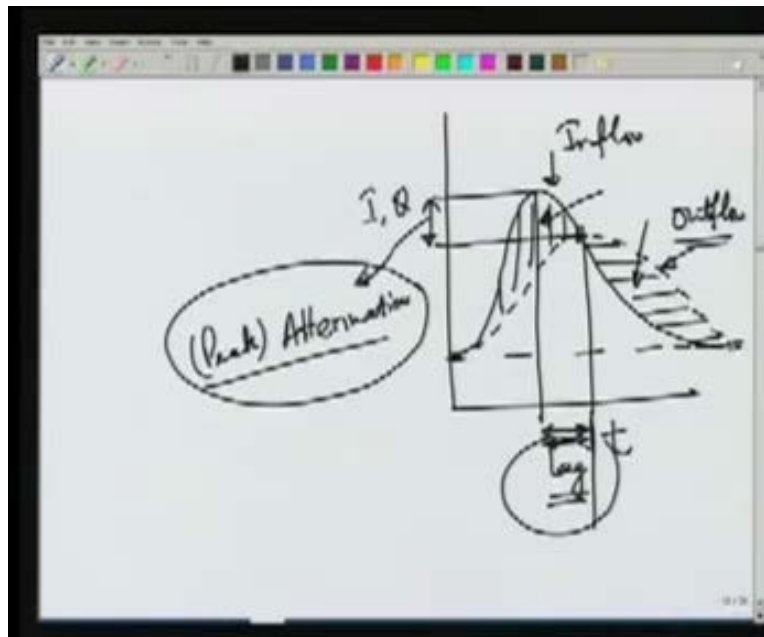 Inflow
I, Q
Outflow
(Peak) Attenuation
t
Lag